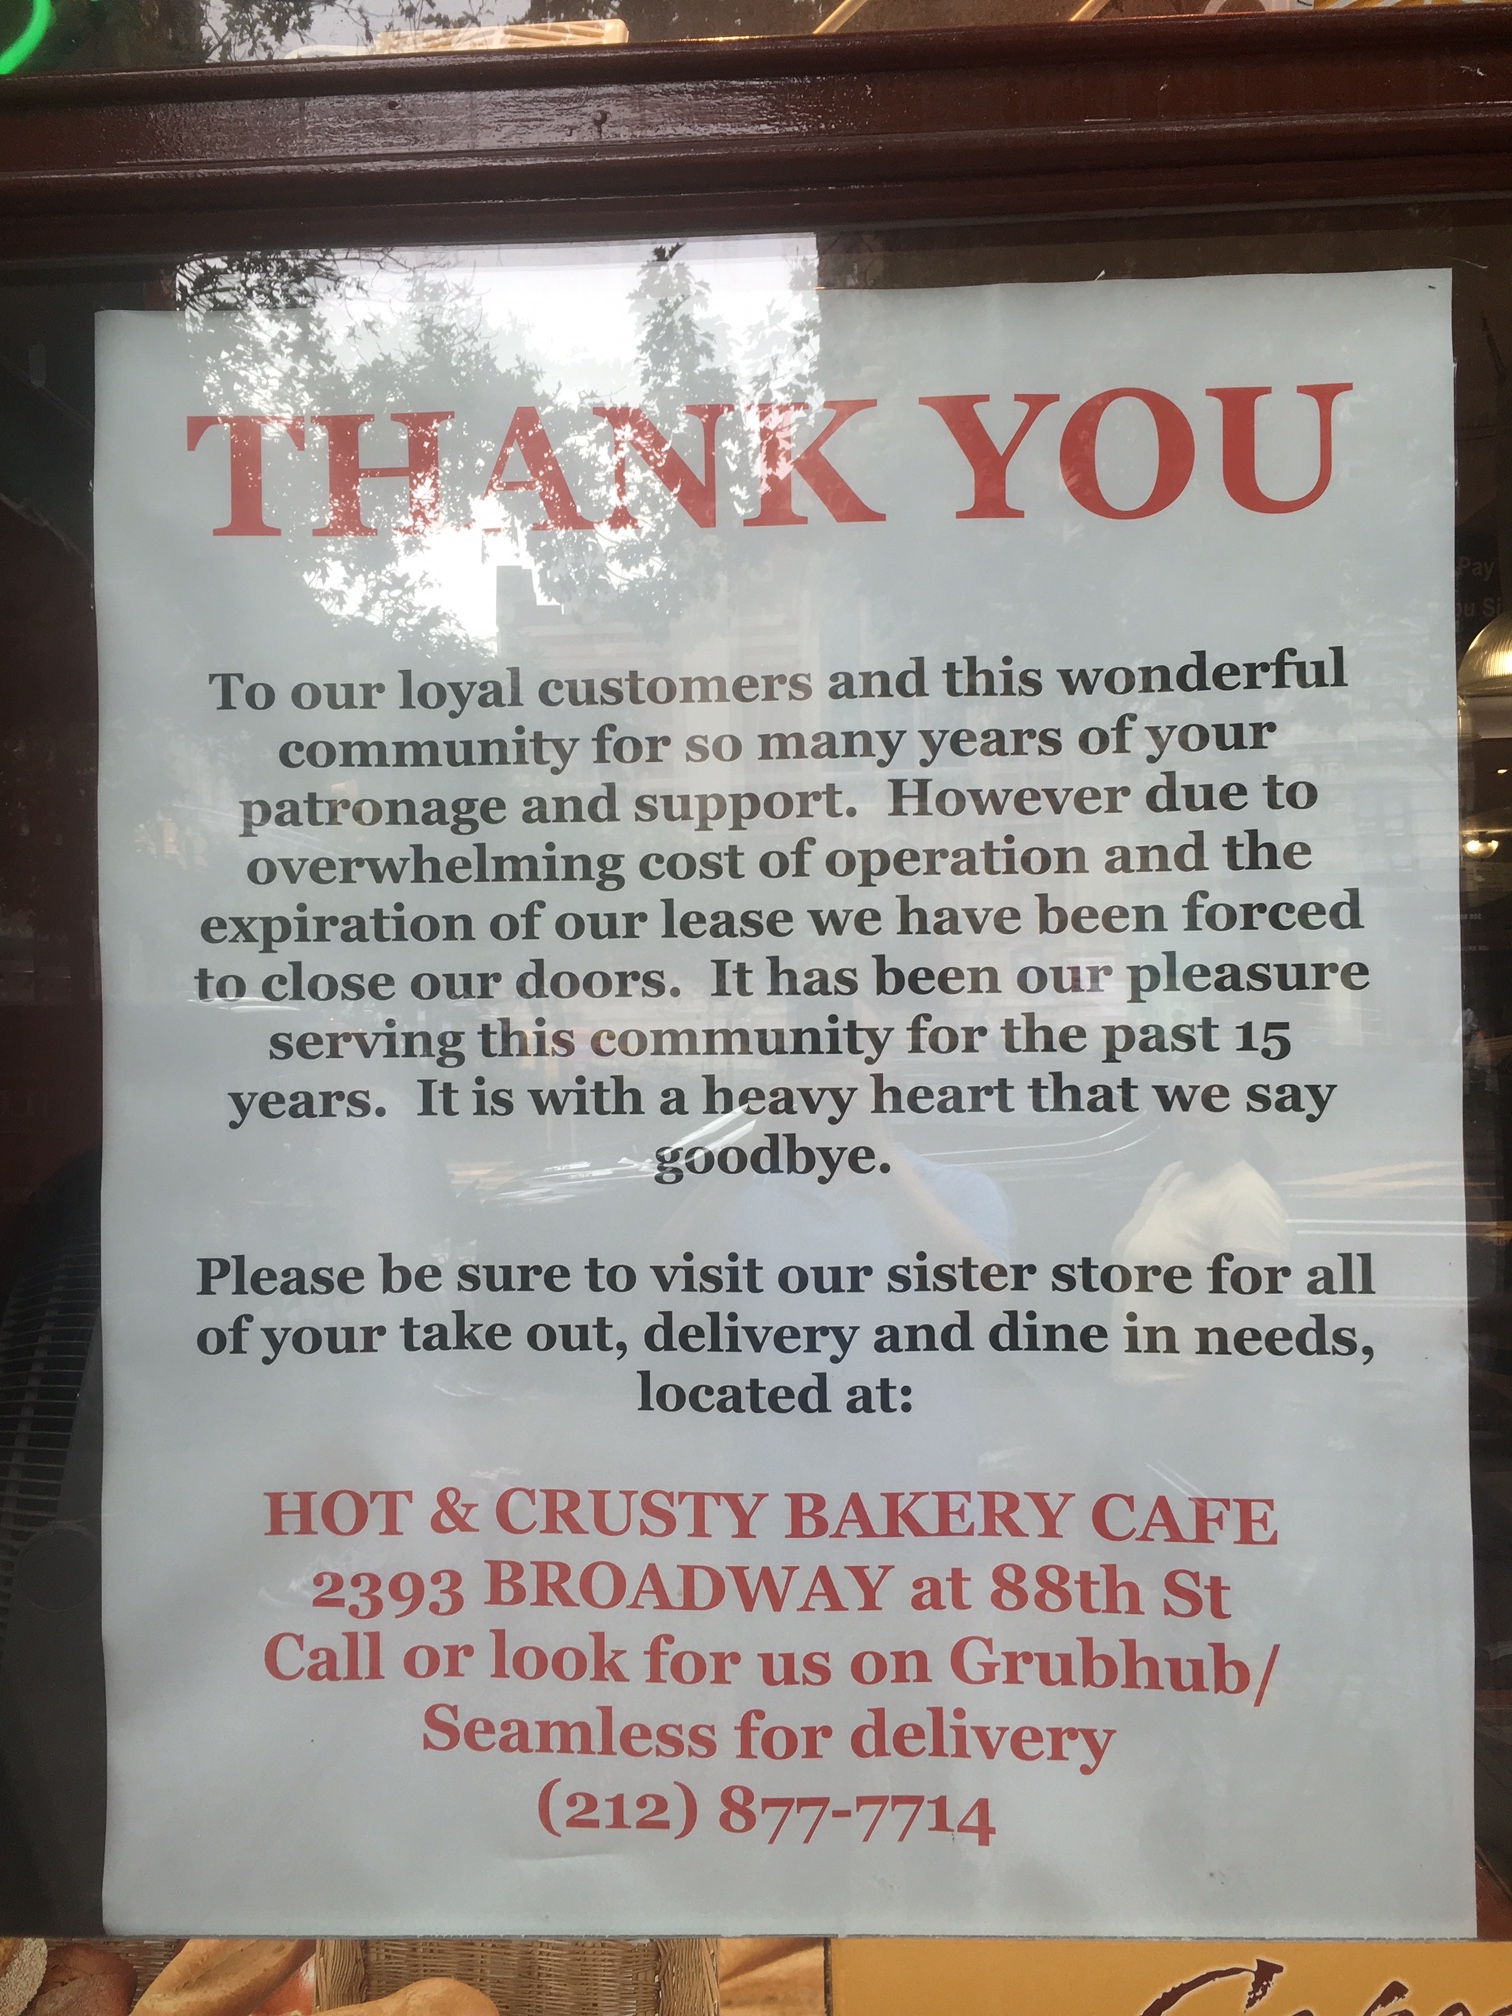 THANK YOU
To our loyal customers and this wonderful
community for so many years of your
patronage and support.  However due to
overwhelming cost of operation and the
expiration of our lease we have been forced
to close our doors.  It has been our pleasure
serving this community for the past 15
years.  It is with a heavy heart that we say
goodbye.
Please be sure to visit our sister store for all
of your take out, delivery and dine in needs,
located at:
HOT & CRUSTY BAKERY CAFE
2393 BROADWAY at 88th St
Call or look for us on Grubhub/
Seamless for delivery
(212) 877-7714
Pay